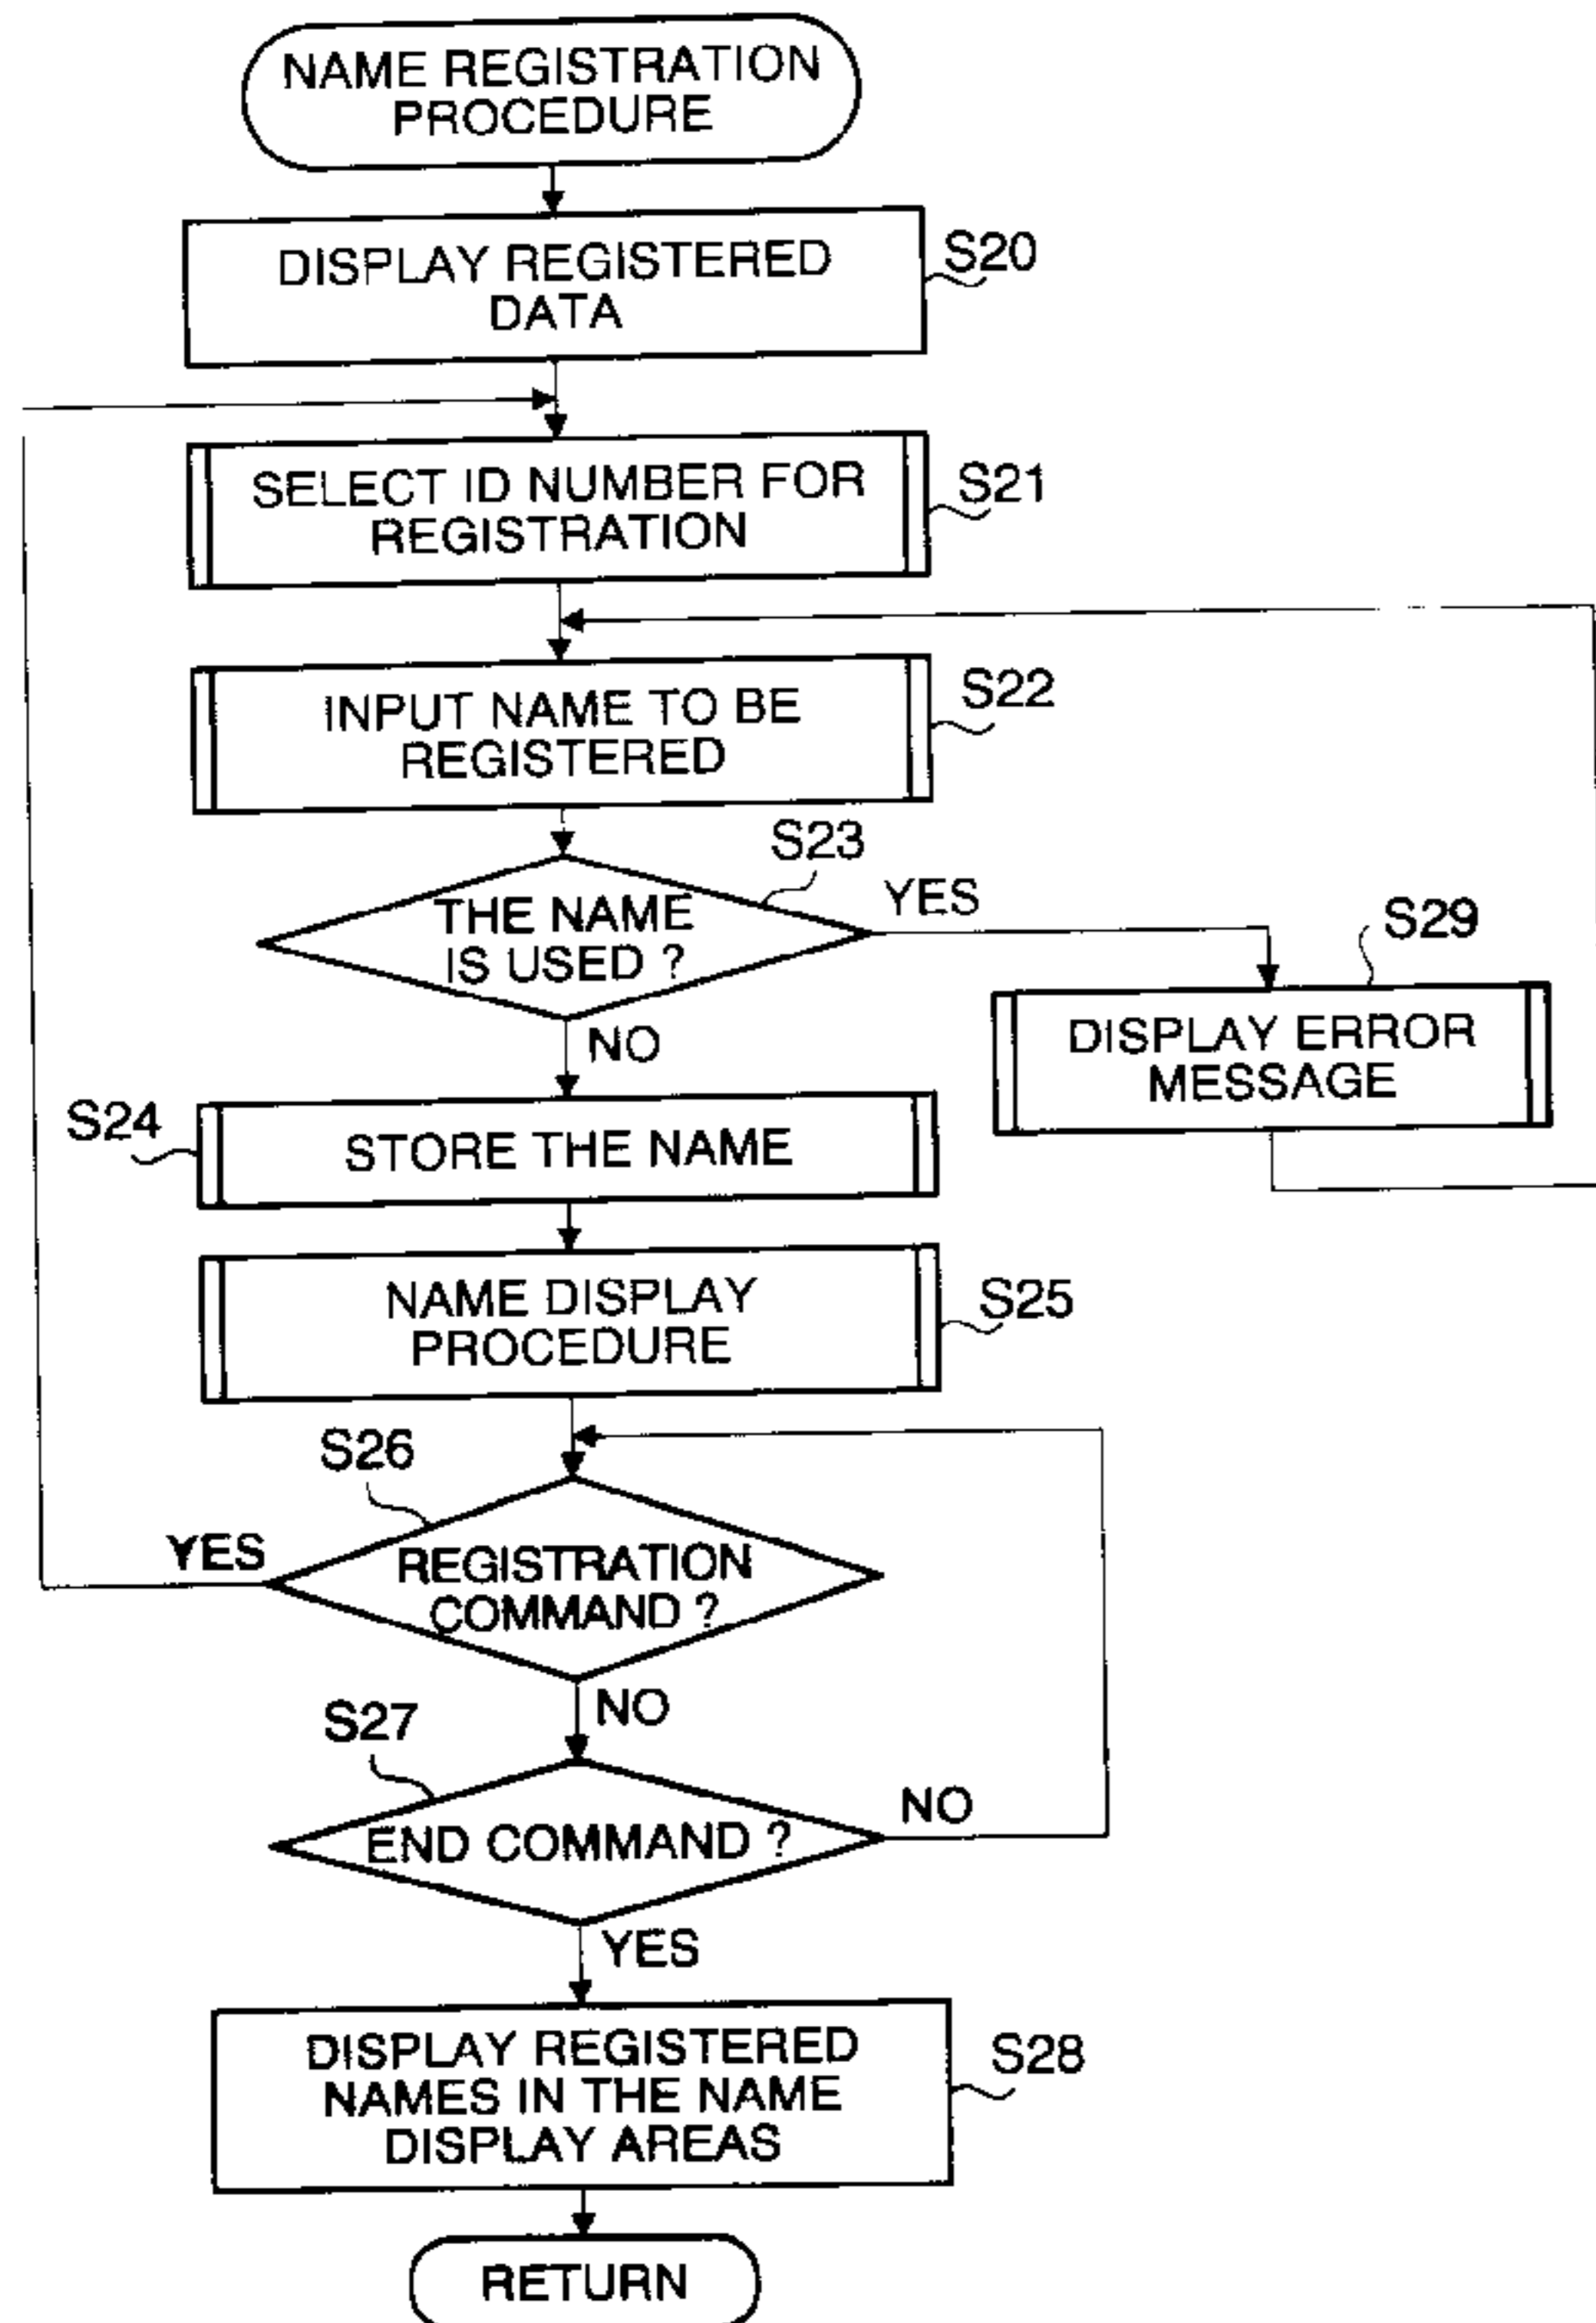 NAME REGISTRATION
PROCEDURE
DISPLAY REGISTERED
DATA
S20
SELECT ID NUMBER FOR
REGISTRATION
S21
INPUT NAME TO BE
REGISTERED
S22
S23
THE NAME
IS USED ?
YES
S29
DISPLAY ERROR
MESSAGE
NO
S24
STORE THE NAME
NAME DISPLAY
PROCEDURE
S25
S26
YES
REGISTRATION
COMMAND ?
NO
S27
END COMMAND ?
NO
YES
DISPLAY REGISTERED
NAMES IN THE NAME
DISPLAY AREAS
S28
RETURN